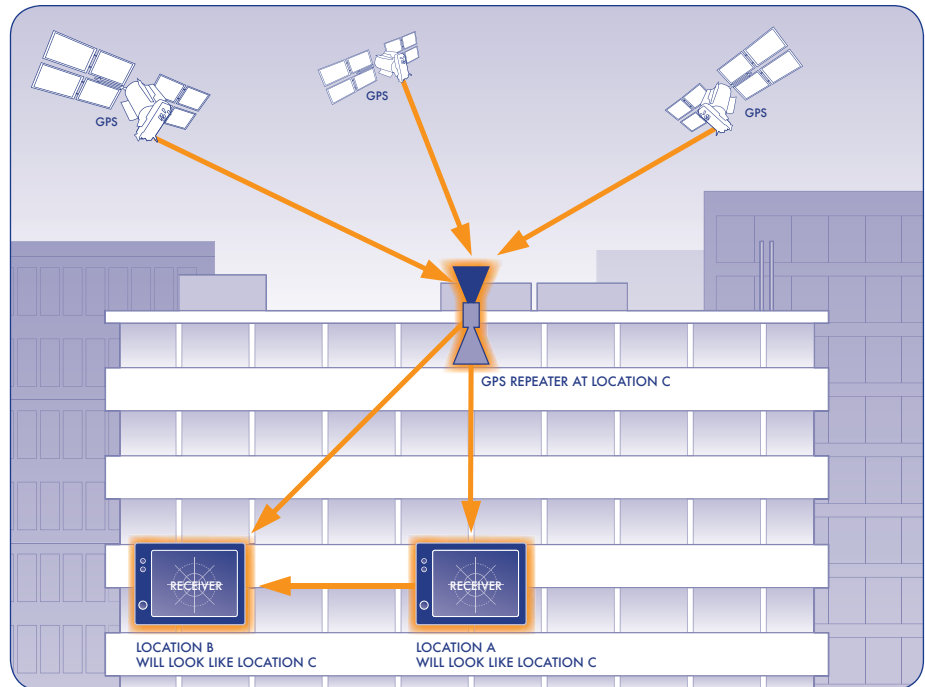 GPS
GPS
GPS
GPS REPEATER AT LOCATION C
RECEIVER
RECEIVER
LOCATION B
WILL LOOK LIKE LOCATION C
LOCATION A
WILL LOOK LIKE LOCATION C